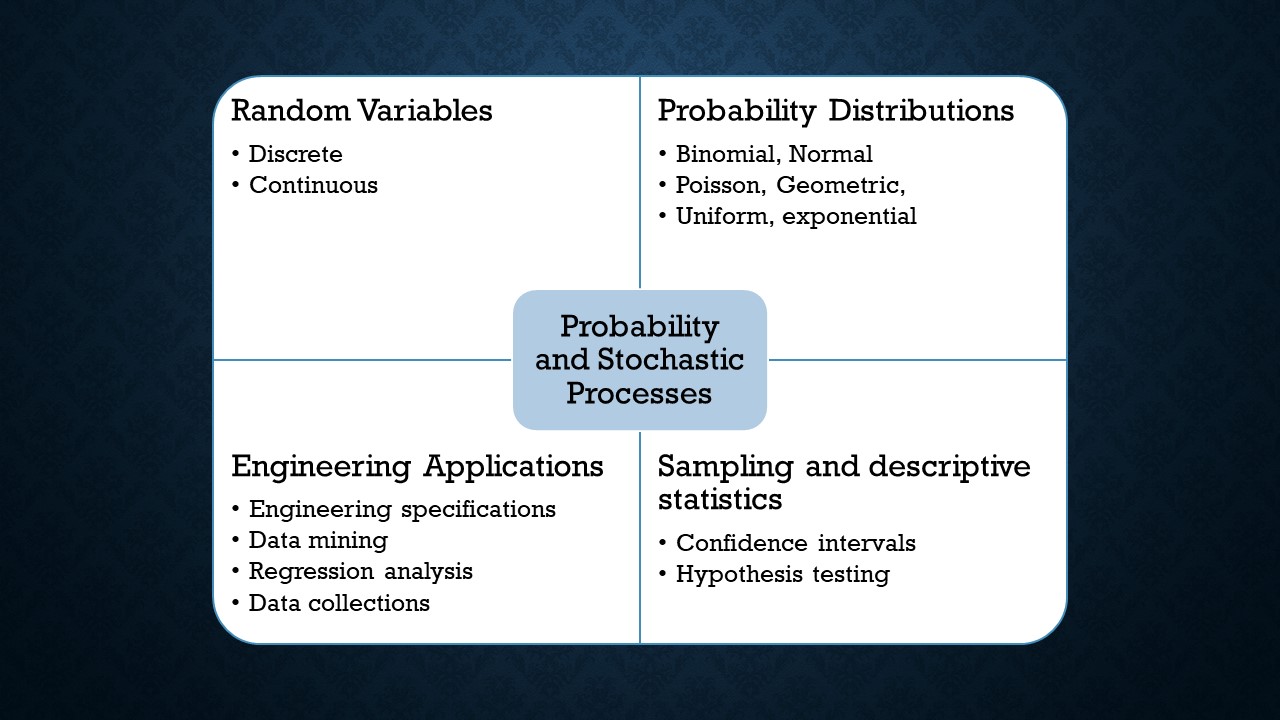 Random Variables
• Discrete
• Continuous
Probability Distributions
• Binomial, Normal
• Poisson, Geometric,
• Uniform, exponential
Probability
and Stochastic
Processes
Engineering Applications
• Engineering specifications
• Data mining
• Regression analysis
• Data collections
Sampling and descriptive
statistics
• Confidence intervals
• Hypothesis testing